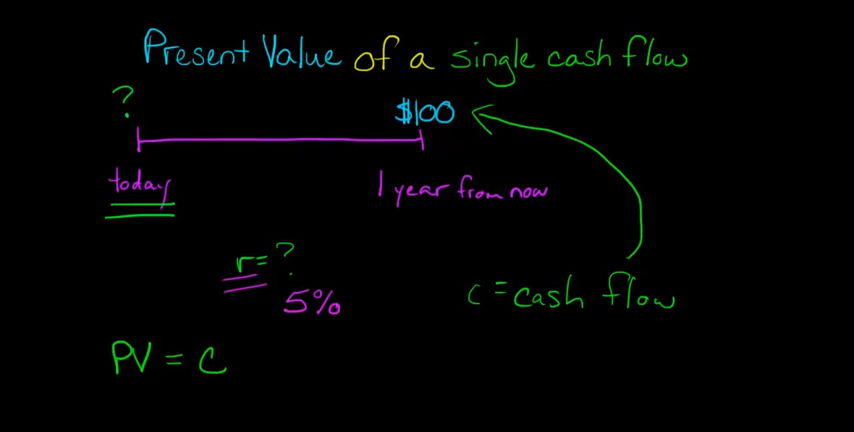 Present Value of a single cash flow
?
$100
today
1 year from now
r = ?
5%
c = cash flow
PV = C